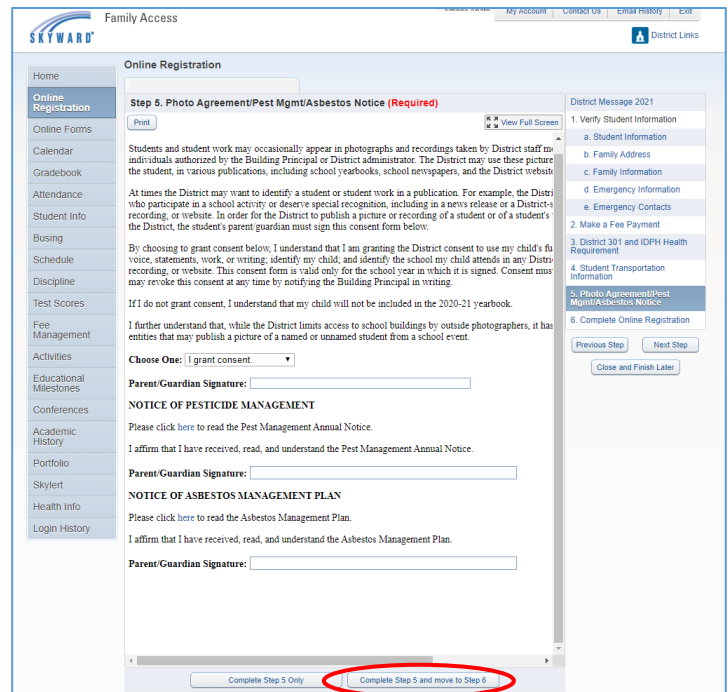 Family Access
My Account
Contact Us
Email History
Exit
SKYWARD
District Links
Home
Online
Registration
Online Forms
Calendar
Gradebook
Attendance
Student Info
Busing
Schedule
Discipline
Test Scores
Fee
Management
Activities
Educational
Milestones
Conferences
Academic
History
Portfolio
Skylert
Health Info
Login History
Online Registration
Step 5. Photo Agreement/Pest Mgmt/Asbestos Notice (Required)
Print
View Full Screen
Students and student work may occasionally appear in photographs and recordings taken by District staff
individuals authorized by the Building Principal or District administrator. The District may use these picture
the student, in various publications, including school yearbooks, school newspapers, and the District website
At times the District may want to identify a student or student work in a publication. For example, the Distri
who participate in a school activity or deserve special recognition, including in a news release or a District-s
recording, or website. In order for the District to publish a picture or recording of a student or of a student's
the District, the student's parent/guardian must sign this consent form below.
By choosing to grant consent below, I understand that I am granting the District consent to use my child's fu
voice, statements, work, or writing; identify my child; and identify the school my child attends in any Distric
recording, or website. This consent form is valid only for the school year in which it is signed. Consent mus
may revoke this consent at any time by notifying the Building Principal in writing.
If I do not grant consent, I understand that my child will not be included in the 2020-21 yearbook.
I further understand that, while the District limits access to school buildings by outside photographers, it has
entities that may publish a picture of a named or unnamed student from a school event.
Choose One: I grant consent.
Parent/Guardian Signature:
NOTICE OF PESTICIDE MANAGEMENT
Please click here to read the Pest Management Annual Notice.
I affirm that I have received, read, and understand the Pest Management Annual Notice.
Parent/Guardian Signature:
NOTICE OF ASBESTOS MANAGEMENT PLAN
Please click here to read the Asbestos Management Plan.
I affirm that I have received, read, and understand the Asbestos Management Plan.
Parent/Guardian Signature:
Complete Step 5 Only
Complete Step 5 and move to Step 6
District Message 2021
1. Verify Student Information
a. Student Information
b. Family Address
c. Family Information
d. Emergency Information
e. Emergency Contacts
2. Make a Fee Payment
3. District 301 and IDPH Health
Requirement
4. Student Transportation
Information
5. Photo Agreement/Pest
Mgmt/Asbestos Notice
6. Complete Online Registration
Previous Step
Next Step
Close and Finish Later